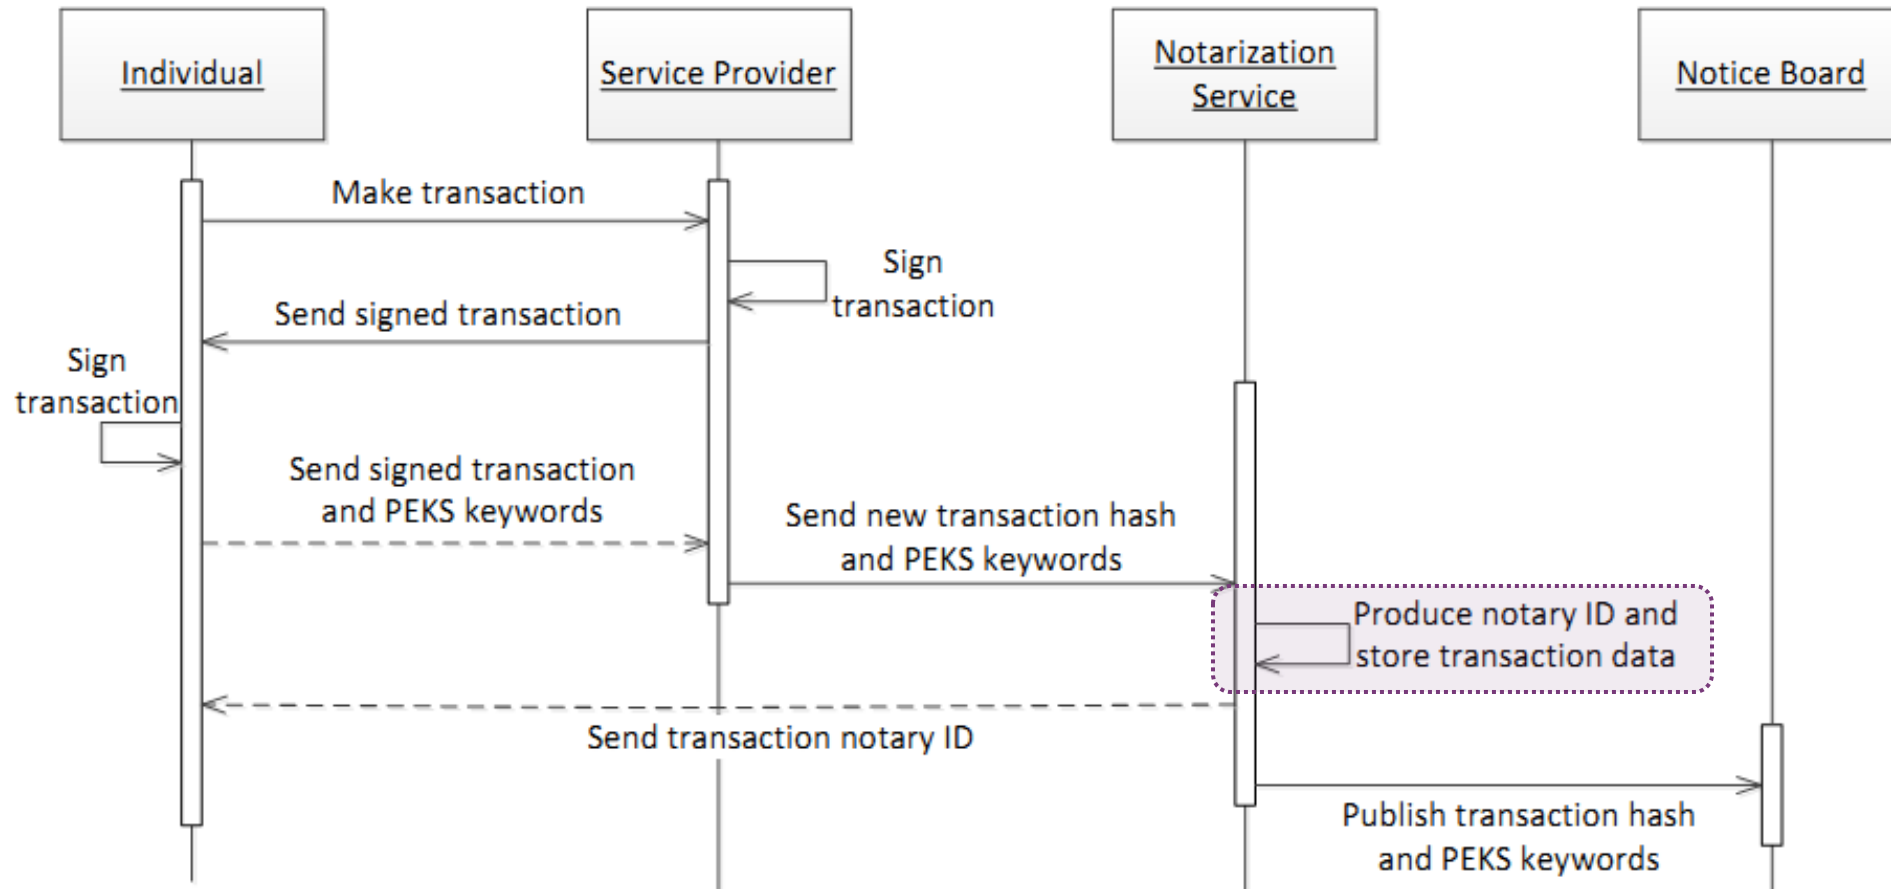 Individual
Service Provider
Notarization
Service
Notice Board
Make transaction
Sign
transaction
Send signed transaction
Sign
transaction
Send signed transaction
and PEKS keywords
Send new transaction hash
and PEKS keywords
Produce notary ID and
store transaction data
Send transaction notary ID
Publish transaction hash
and PEKS keywords